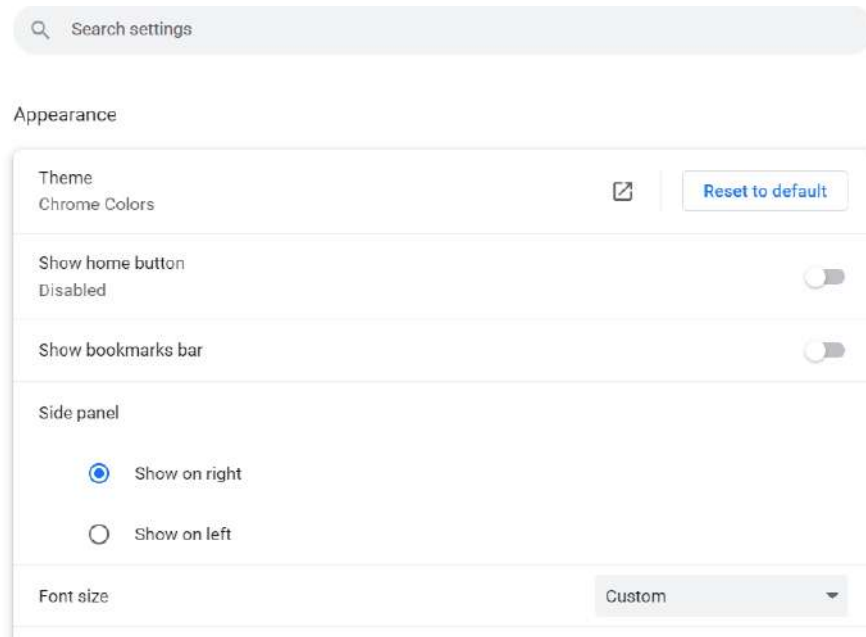 Search settings
Appearance
Theme
Chrome Colors
Reset to default
Show home button
Disabled
Show bookmarks bar
Side panel
Show on right
Show on left
Font size
Custom